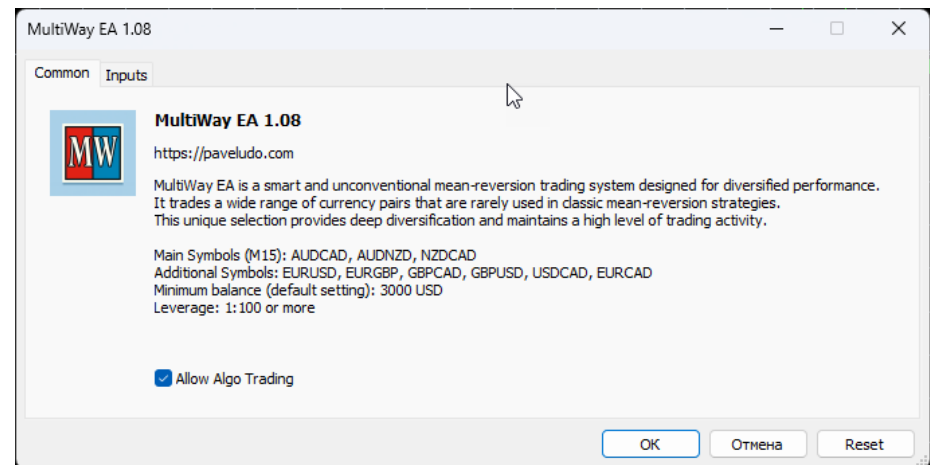 MultiWay EA 1.08
Common
Inputs
MW
MultiWay EA 1.08
https://paveludo.com
MultiWay EA is a smart and unconventional mean-reversion trading system designed for diversified performance.
It trades a wide range of currency pairs that are rarely used in classic mean-reversion strategies.
This unique selection provides deep diversification and maintains a high level of trading activity.
Main Symbols (M15): AUDCAD, AUDNZD, NZDCAD
Additional Symbols: EURUSD, EURGBP, GBPCAD, GBPUSD, USDCAD, EURCAD
Minimum balance (default setting): 3000 USD
Leverage: 1:100 or more
Allow Algo Trading
OK
Отмена
Reset